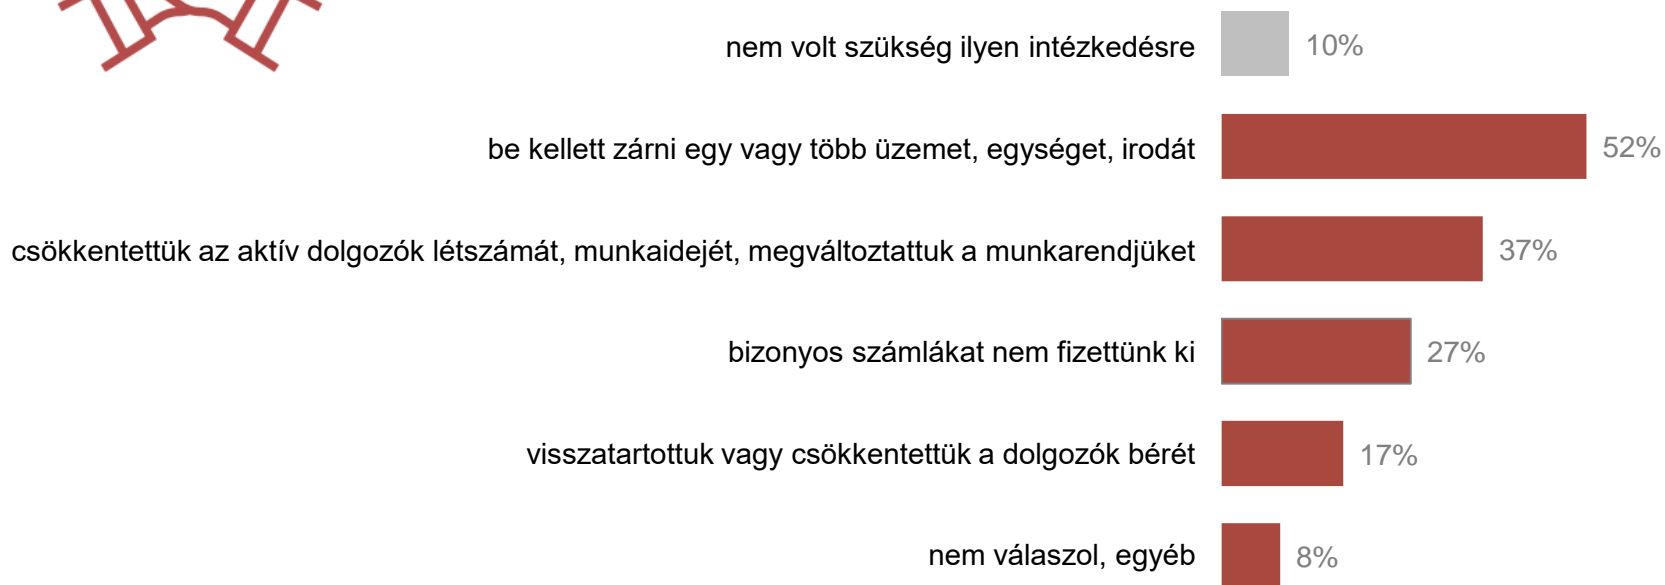 nem volt szükség ilyen intézkedésre 10%
be kellett zárni egy vagy több üzemet, egységet, irodát 52%
csökkentettük az aktív dolgozók létszámát, munkaidejét, megváltoztattuk a munkarendjüket 37%
bizonyos számlákat nem fizettünk ki 27%
visszatartottuk vagy csökkentettük a dolgozók bérét 17%
nem válaszol, egyéb 8%